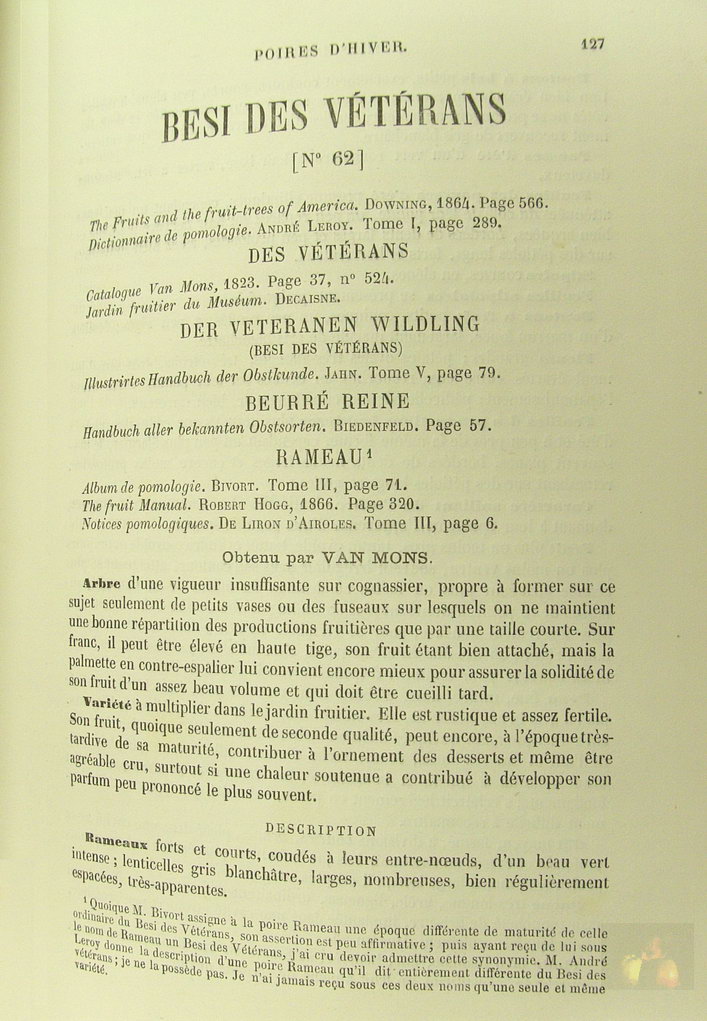 POIRES D'HIVER.
127
BESI DES VÉTÉRANS
[N° 62]
The Fruits and the fruit-trees of America. DOWNING, 1864. Page 566.
Dictionnaire de pomologie. ANDRÉ LEROY. Tome I, page 289.
DES VÉTÉRANS
Catalogue Van Mons, 1823. Page 37, n° 524.
Jardin fruitier du Muséum. DECAISNE.
DER VETERANEN WILDLING
(BESI DES VÉTÉRANS)
Illustrirtes Handbuch der Obstkunde. JAHN. Tome V, page 79.
BEURRÉ REINE
Handbuch aller bekannten Obstsorten. BIEDENFELD. Page 57.
RAMEAU¹
Album de pomologie. BIVORT. Tome III, page 71.
The fruit Manual. ROBERT HOGG, 1866. Page 320.
Notices pomologiques. DE LIRON D'AIROLES. Tome III, page 6.
Obtenu par VAN MONS.
Arbre d'une vigueur insuffisante sur cognassier, propre à former sur ce
sujet seulement de petits vases ou des fuseaux sur lesquels on ne maintient
une bonne répartition des productions fruitières que par une taille courte. Sur
franc, il peut être élevé en haute tige, son fruit étant bien attaché, mais la
palmette en contre-espalier lui convient encore mieux pour assurer la solidité de
son fruit d'un assez beau volume et qui doit être cueilli tard.
Variété à multiplier dans le jardin fruitier. Elle est rustique et assez fertile.
Son fruit, quoique seulement de seconde qualité, peut encore, à l'époque très-
tardive de sa maturité, contribuer à l'ornement des desserts et même être
agréable cru, surtout si une chaleur soutenue a contribué à développer son
parfum peu prononcé le plus souvent.
DESCRIPTION
Rameaux forts et courts, coudés à leurs entre-nœuds, d'un beau vert
intense ; lenticelles gris blanchâtre, larges, nombreuses, bien régulièrement
espacées, très-apparentes.
¹ Quoique M. Bivort assigne à la poire Rameau une époque différente de maturité de celle
ordinaire du Besi des Vétérans, son assertion est peu affirmative ; puis ayant reçu de lui sous
le nom de Rameau un Besi des Vétérans, j'ai cru devoir admettre cette synonymie. M. André
Leroy donne la description d'une poire Rameau qu'il dit entièrement différente du Besi des
vétérans ; je ne la possède pas. Je n'ai jamais reçu sous ces deux noms qu'une seule et même
variété.